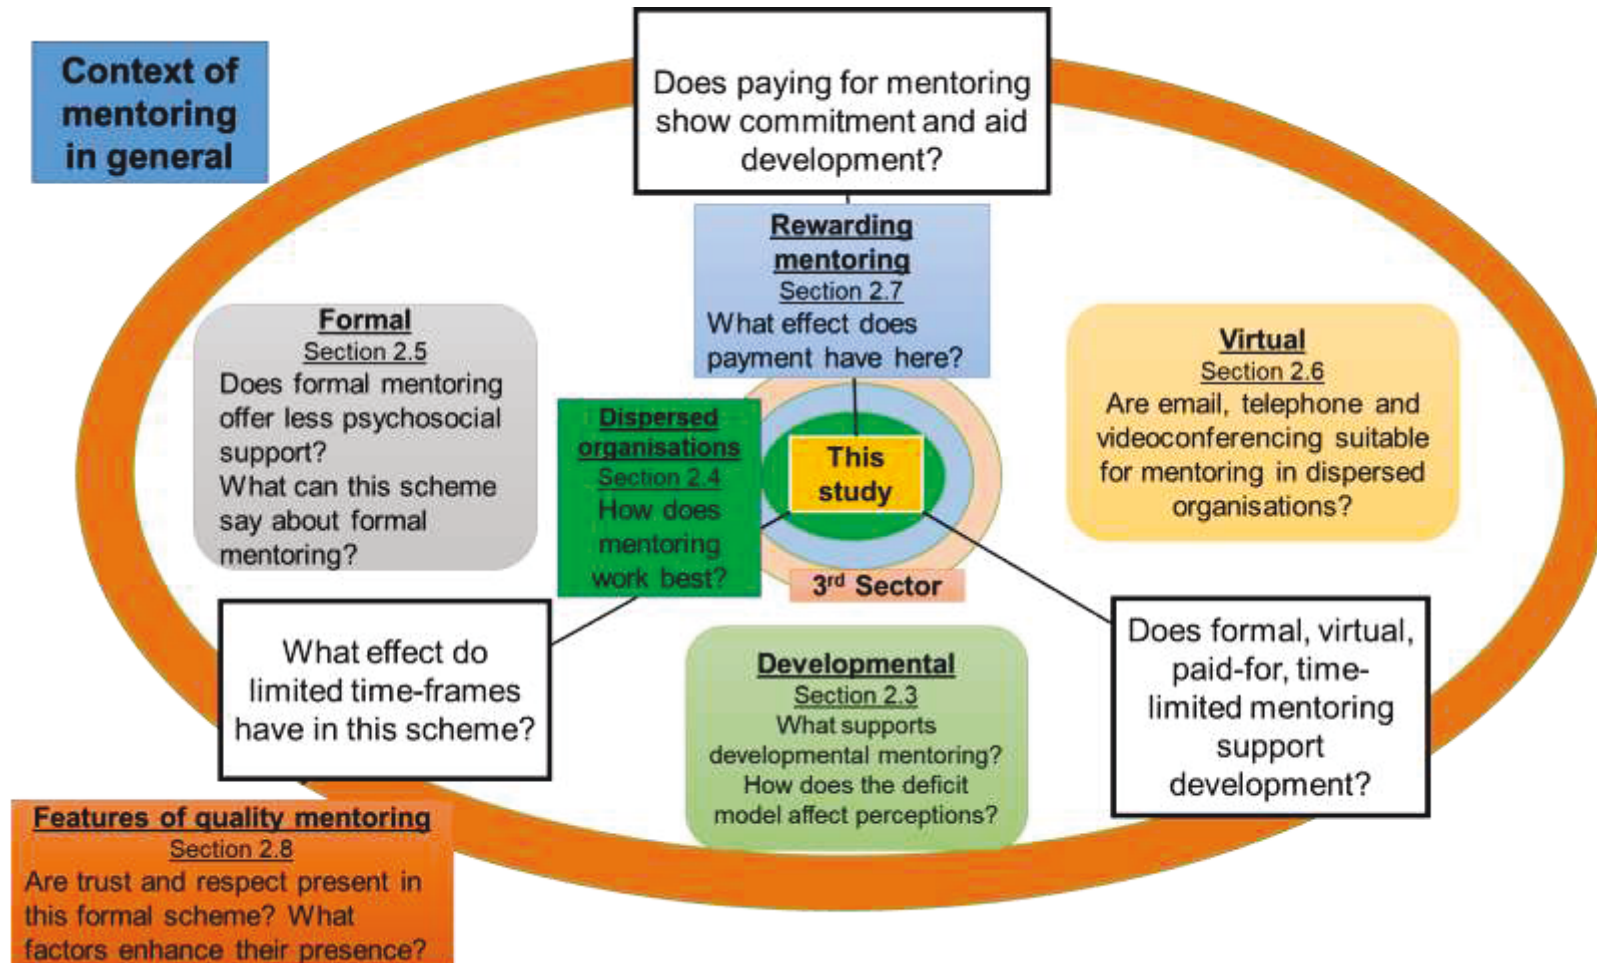 Context of
mentoring
in general
Does paying for mentoring
show commitment and aid
development?
Rewarding
mentoring
Section 2.7
What effect does
payment have here?
Formal
Section 2.5
Does formal mentoring
offer less psychosocial
support?
What can this scheme
say about formal
mentoring?
Virtual
Section 2.6
Are email, telephone and
videoconferencing suitable
for mentoring in dispersed
organisations?
Dispersed
organisations
Section 2.4
How does
mentoring
work best?
This
study
3rd Sector
What effect do
limited time-frames
have in this scheme?
Developmental
Section 2.3
What supports
developmental mentoring?
How does the deficit
model affect perceptions?
Does formal, virtual,
paid-for, time-
limited mentoring
support
development?
Features of quality mentoring
Section 2.8
Are trust and respect present in
this formal scheme? What
factors enhance their presence?